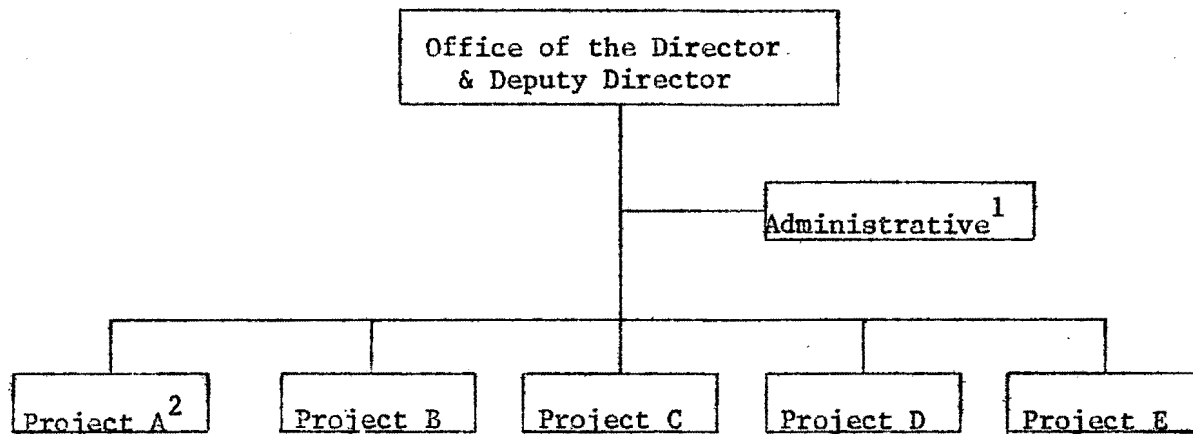 Office of the Director
& Deputy Director
Administrative1
Project A2
Project B
Project C
Project D
Project E